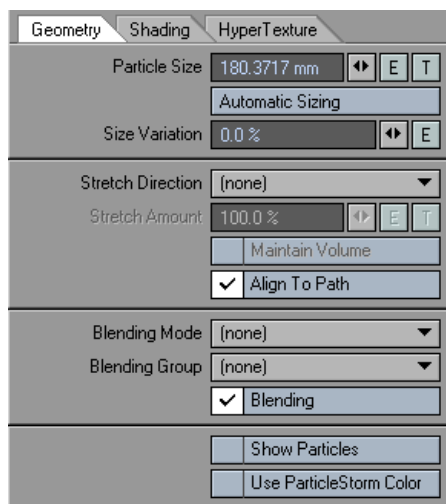 Geometry Shading HyperTexture
Particle Size 180.3717 mm E T
Automatic Sizing
Size Variation 0.0 % E
Stretch Direction (none)
Stretch Amount 100.0 % E T
Maintain Volume
Align To Path
Blending Mode (none)
Blending Group (none)
Blending
Show Particles
Use ParticleStorm Color